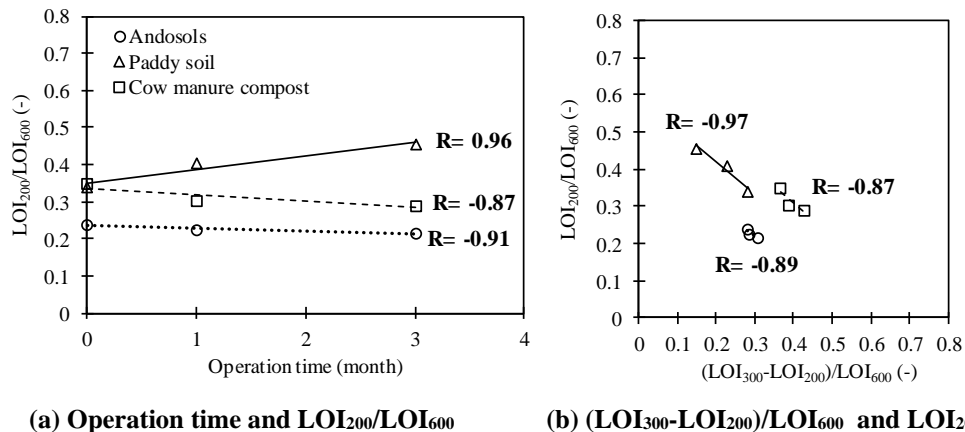 0.8
0.7
0.6
0.5
0.4
0.3
0.2
0.1
0
LOI200/LOI600 (-)
Andosols
Paddy soil
Cow manure compost
R= 0.96
R= -0.87
R= -0.91
0 1 2 3 4
Operation time (month)
(a) Operation time and LOI200/LOI600
0.8
0.7
0.6
0.5
0.4
0.3
0.2
0.1
0
LOI200/LOI600 (-)
R= -0.97
R= -0.87
R= -0.89
0 0.1 0.2 0.3 0.4 0.5 0.6 0.7 0.8
(LOI300-LOI200)/LOI600 (-)
(b) (LOI300-LOI200)/LOI600 and LOI2